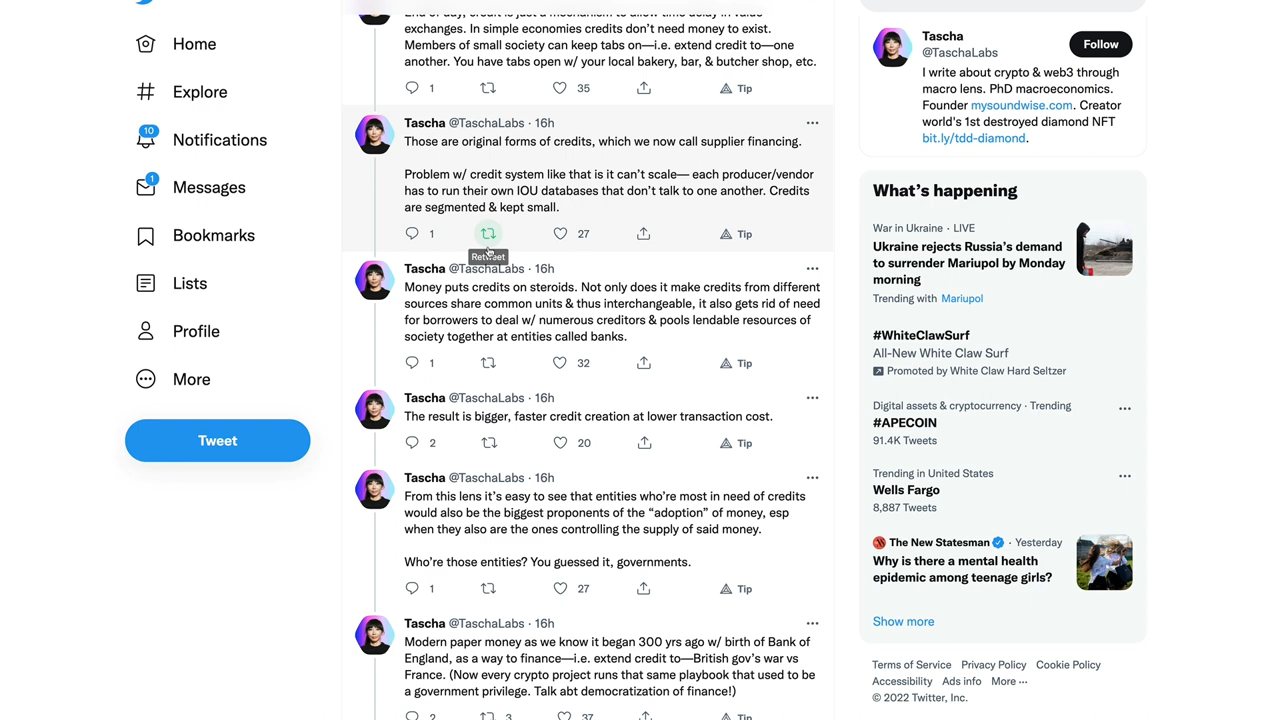 Home
Explore
10
Notifications
1
Messages
Bookmarks
Lists
Profile
More
Tweet
End of day, credit is just a mechanism to allow time delay in value
exchanges. In simple economies credits don’t need money to exist.
Members of small society can keep tabs on—i.e. extend credit to—one
another. You have tabs open w/ your local bakery, bar, & butcher shop, etc.
1 35 Tip
Tascha @TaschaLabs · 16h
Those are original forms of credits, which we now call supplier financing.
Problem w/ credit system like that is it can’t scale— each producer/vendor
has to run their own IOU databases that don’t talk to one another. Credits
are segmented & kept small.
1 27 Tip
Retweet
Tascha @TaschaLabs · 16h
Money puts credits on steroids. Not only does it make credits from different
sources share common units & thus interchangeable, it also gets rid of need
for borrowers to deal w/ numerous creditors & pools lendable resources of
society together at entities called banks.
1 32 Tip
Tascha @TaschaLabs · 16h
The result is bigger, faster credit creation at lower transaction cost.
2 20 Tip
Tascha @TaschaLabs · 16h
From this lens it’s easy to see that entities who’re most in need of credits
would also be the biggest proponents of the “adoption” of money, esp
when they also are the ones controlling the supply of said money.
Who’re those entities? You guessed it, governments.
1 27 Tip
Tascha @TaschaLabs · 16h
Modern paper money as we know it began 300 yrs ago w/ birth of Bank of
England, as a way to finance—i.e. extend credit to—British gov’s war vs
France. (Now every crypto project runs that same playbook that used to be
a government privilege. Talk abt democratization of finance!)
2 3 37 Tip
Tascha
@TaschaLabs
Follow
I write about crypto & web3 through
macro lens. PhD macroeconomics.
Founder mysoundwise.com. Creator
world's 1st destroyed diamond NFT
bit.ly/tdd-diamond.
What’s happening
War in Ukraine · LIVE
Ukraine rejects Russia’s demand
to surrender Mariupol by Monday
morning
Trending with Mariupol
#WhiteClawSurf
All-New White Claw Surf
Promoted by White Claw Hard Seltzer
Digital assets & cryptocurrency · Trending
#APECOIN
91.4K Tweets
Trending in United States
Wells Fargo
8,887 Tweets
The New Statesman · Yesterday
Why is there a mental health
epidemic among teenage girls?
Show more
Terms of Service Privacy Policy Cookie Policy
Accessibility Ads info More
© 2022 Twitter, Inc.